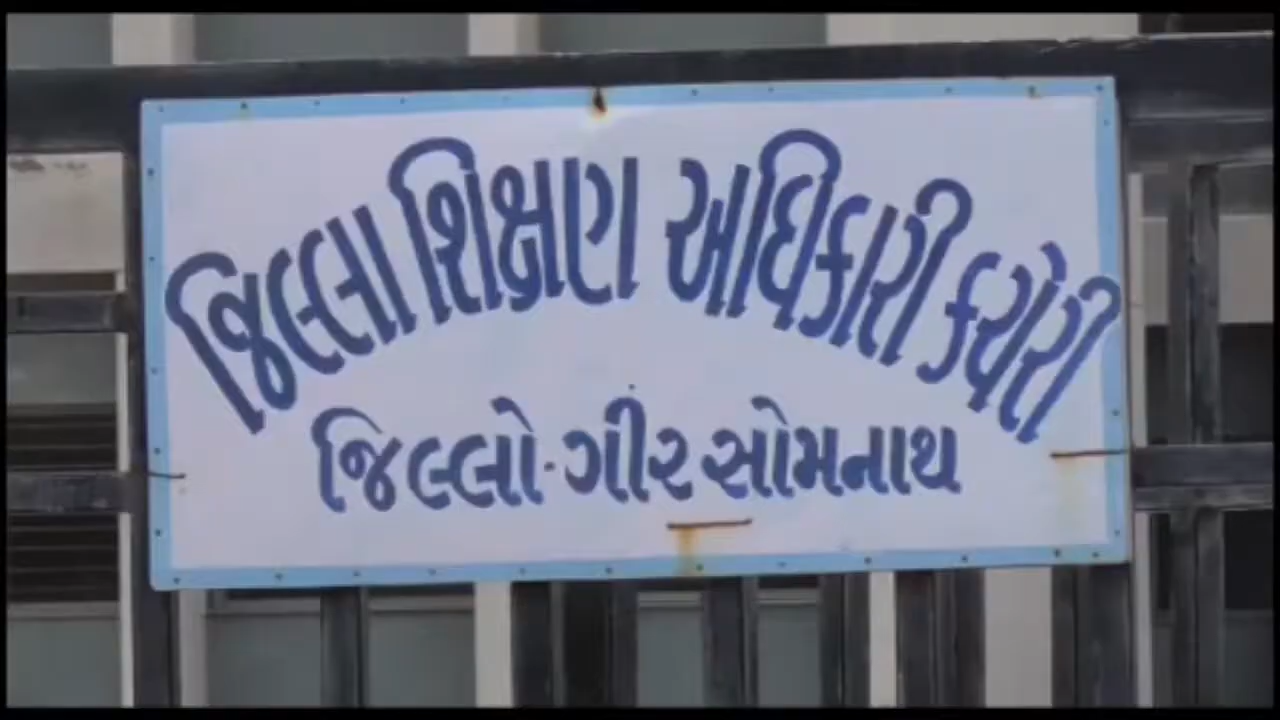 જિલ્લા શિક્ષણ અધિકારી કચેરી
જિલ્લો-ગીંર સોમનાથ